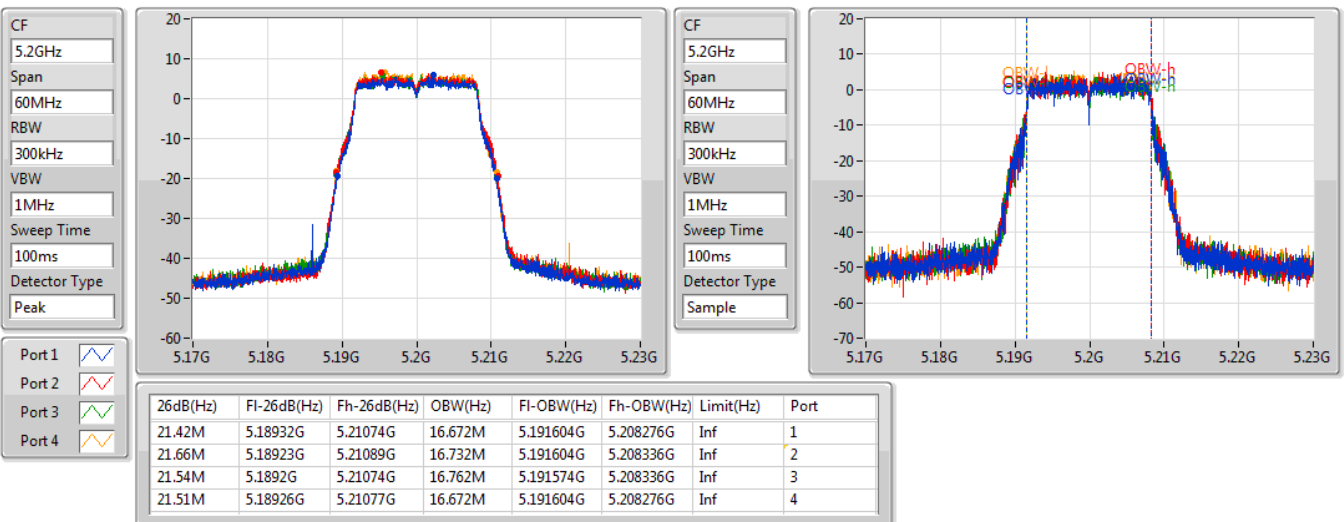 CF
5.2GHz
Span
60MHz
RBW
300kHz
VBW
1MHz
Sweep Time
100ms
Detector Type
Peak
20
10
0
-10
-20
-30
-40
-50
-60
5.17G 5.18G 5.19G 5.2G 5.21G 5.22G 5.23G
CF
5.2GHz
Span
60MHz
RBW
300kHz
VBW
1MHz
Sweep Time
100ms
Detector Type
Sample
20
10
0
-10
-20
-30
-40
-50
-60
-70
OBW-h
OBW-h
5.17G 5.18G 5.19G 5.2G 5.21G 5.22G 5.23G
Port 1
Port 2
Port 3
Port 4
26dB(Hz) Fl-26dB(Hz) Fh-26dB(Hz) OBW(Hz) Fl-OBW(Hz) Fh-OBW(Hz) Limit(Hz) Port
21.42M 5.18932G 5.21074G 16.672M 5.191604G 5.208276G Inf 1
21.66M 5.18923G 5.21089G 16.732M 5.191604G 5.208336G Inf 2
21.54M 5.1892G 5.21074G 16.762M 5.191574G 5.208336G Inf 3
21.51M 5.18926G 5.21077G 16.672M 5.191604G 5.208276G Inf 4